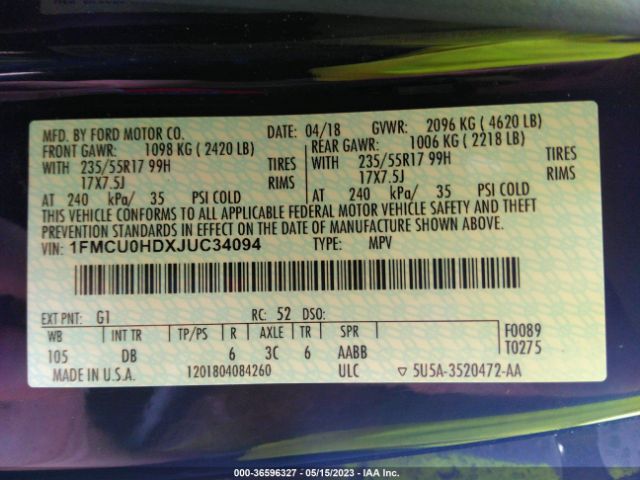 MFD. BY FORD MOTOR CO. DATE: 04/18 GVWR: 2096 KG ( 4620 LB)
FRONT GAWR: 1098 KG ( 2420 LB) REAR GAWR: 1006 KG ( 2218 LB)
WITH 235/55R17 99H TIRES WITH 235/55R17 99H TIRES
17X7.5J RIMS 17X7.5J RIMS
AT 240 kPa/ 35 PSI COLD AT 240 kPa/ 35 PSI COLD
THIS VEHICLE CONFORMS TO ALL APPLICABLE FEDERAL MOTOR VEHICLE SAFETY AND THEFT
PREVENTION STANDARDS IN EFFECT ON THE DATE OF MANUFACTURE SHOWN ABOVE.
VIN: 1FMCU0HDXJUC34094 TYPE: MPV
EXT PNT: G1 RC: 52 DSO:
WB INT TR TP/PS R AXLE TR SPR F0089
105 DB 6 3C 6 AABB T0275
MADE IN U.S.A. 1201804084260 ULC ▽ 5U5A-3520472-AA
000-36596327 - 05/15/2023 - IAA Inc.